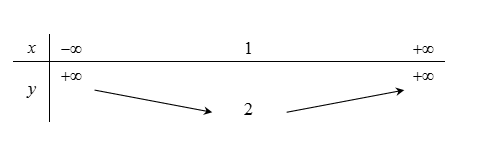 x −∞ 1 +∞
y +∞ 2 +∞